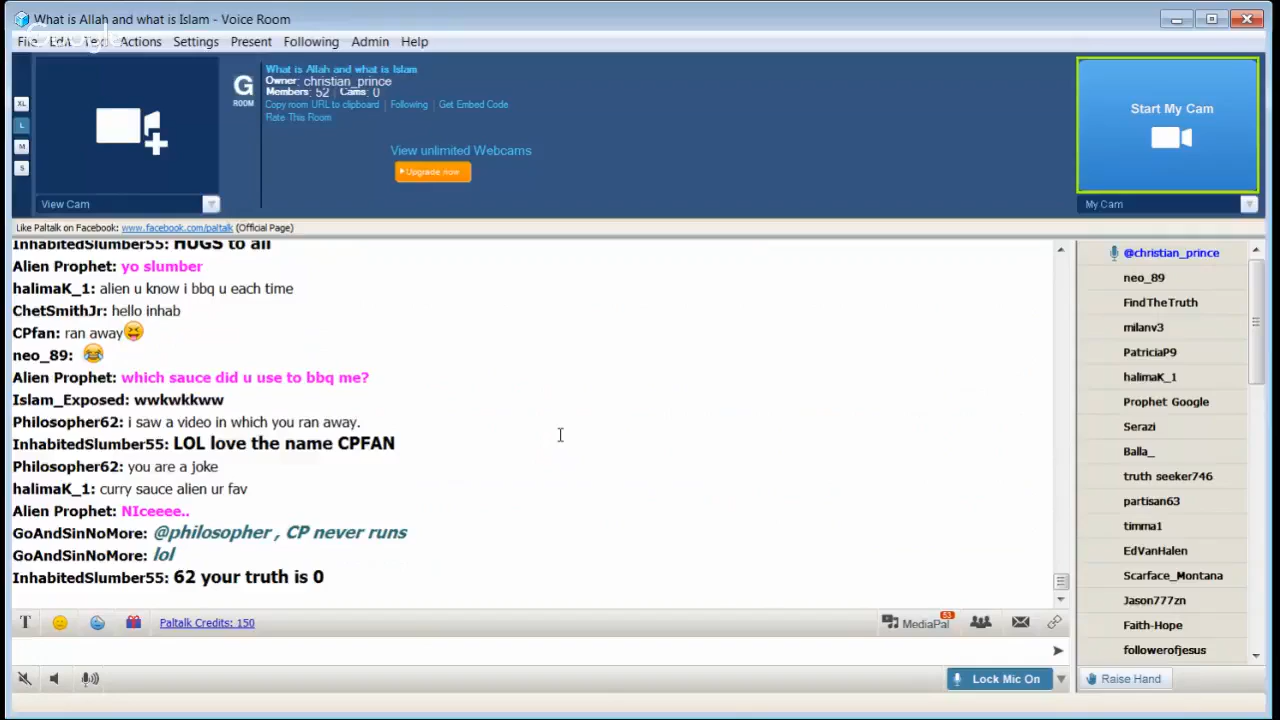 What is Allah and what is Islam - Voice Room
Google
File Edit Text Actions Settings Present Following Admin Help
What is Allah and what is Islam
Owner: christian_prince
Members: 52 | Cams: 0
Copy room URL to clipboard | Following | Get Embed Code
Rate This Room
G
ROOM
XL
L
M
S
View unlimited Webcams
Upgrade now
Start My Cam
View Cam
My Cam
Like Paltalk on Facebook: www.facebook.com/paltalk (Official Page)
InhabitedSlumber55: HUGS to all
Alien Prophet: yo slumber
halimaK_1: alien u know i bbq u each time
ChetSmithJr: hello inhab
CPfan: ran away😝
neo_89: 😂
Alien Prophet: which sauce did u use to bbq me?
Islam_Exposed: wwkwkkww
Philosopher62: i saw a video in which you ran away.
InhabitedSlumber55: LOL love the name CPFAN
Philosopher62: you are a joke
halimaK_1: curry sauce alien ur fav
Alien Prophet: NIceeee..
GoAndSinNoMore: @philosopher , CP never runs
GoAndSinNoMore: lol
InhabitedSlumber55: 62 your truth is 0
@christian_prince
neo_89
FindTheTruth
milanv3
PatriciaP9
halimaK_1
Prophet Google
Serazi
Balla_
truth seeker746
partisan63
timma1
EdVanHalen
Scarface_Montana
Jason777zn
Faith-Hope
followerofjesus
T
Paltalk Credits: 150
MediaPal
53
Lock Mic On
Raise Hand